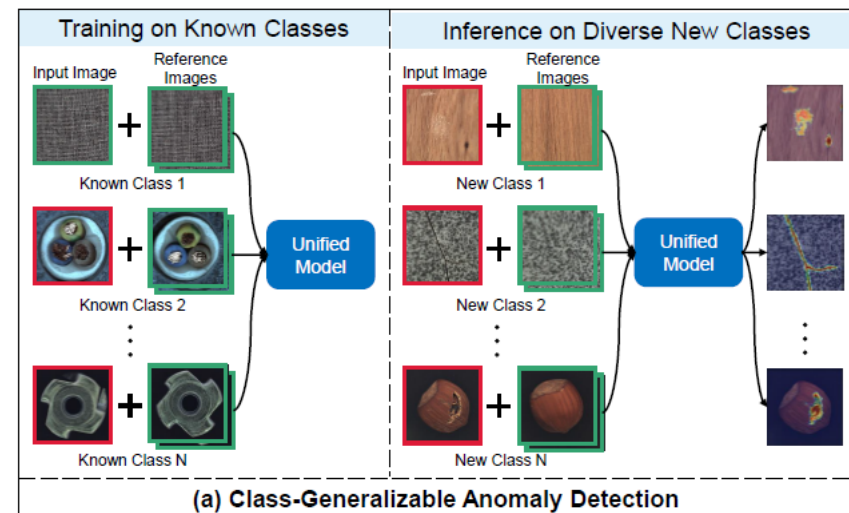 Training on Known Classes
Input Image
Reference
Images
Known Class 1
Known Class 2
Known Class N
Unified
Model
Inference on Diverse New Classes
Input Image
Reference
Images
New Class 1
New Class 2
New Class N
Unified
Model
(a) Class-Generalizable Anomaly Detection